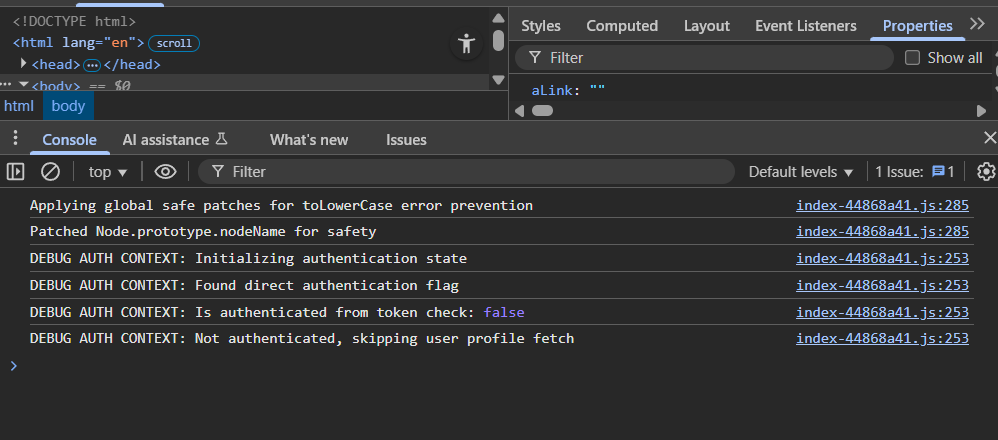 <!DOCTYPE html>
<html lang="en"> scroll
<head> ... </head>
<body> == $0
html body
Styles Computed Layout Event Listeners Properties
Filter Show all
aLink: ""
Console AI assistance What's new Issues
top Filter Default levels 1 Issue: 1
Applying global safe patches for toLowerCase error prevention index-44868a41.js:285
Patched Node.prototype.nodeName for safety index-44868a41.js:285
DEBUG AUTH CONTEXT: Initializing authentication state index-44868a41.js:253
DEBUG AUTH CONTEXT: Found direct authentication flag index-44868a41.js:253
DEBUG AUTH CONTEXT: Is authenticated from token check: false index-44868a41.js:253
DEBUG AUTH CONTEXT: Not authenticated, skipping user profile fetch index-44868a41.js:253